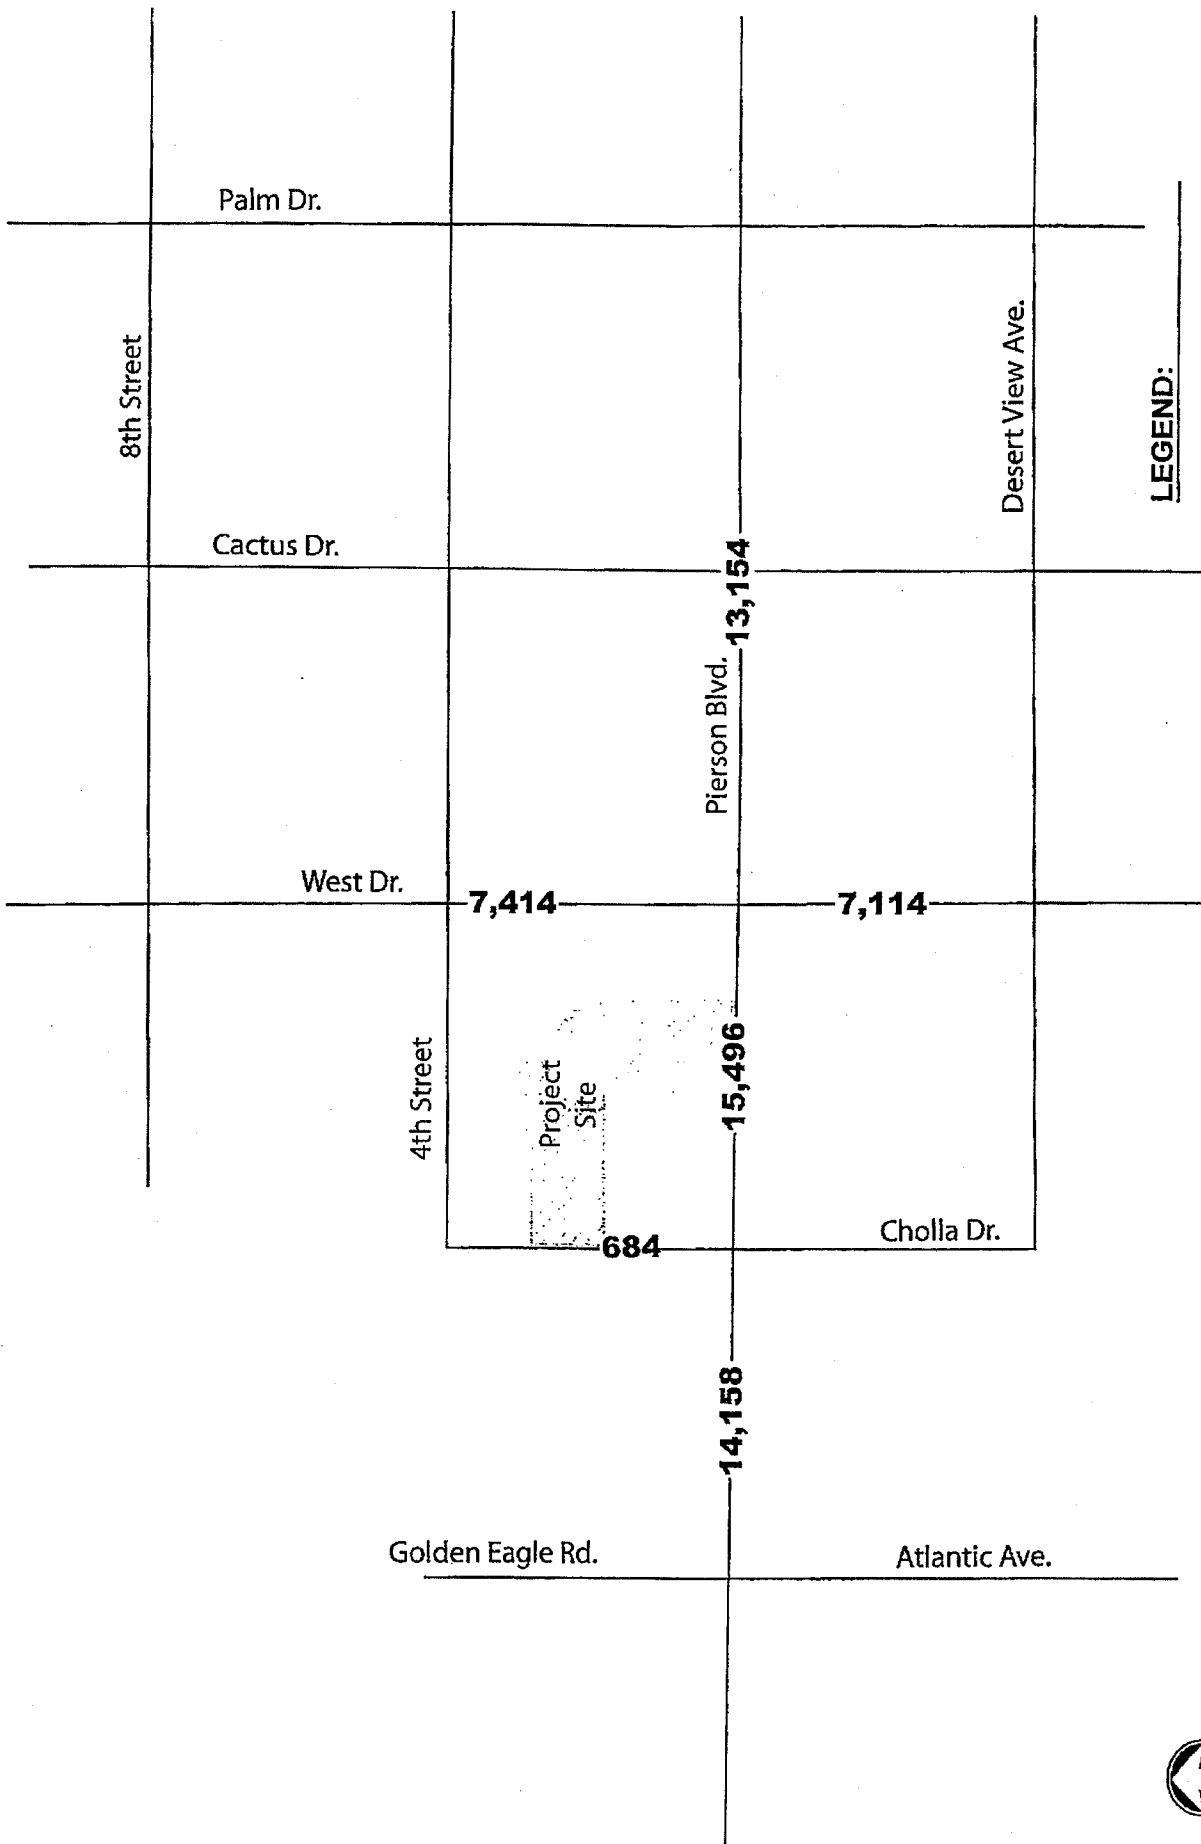 Palm Dr.
8th Street
Desert View Ave.
LEGEND:
Cactus Dr.
13,154
Pierson Blvd.
West Dr.
7,414
7,114
4th Street
Project
Site
15,496
684
Cholla Dr.
14,158
Golden Eagle Rd.
Atlantic Ave.